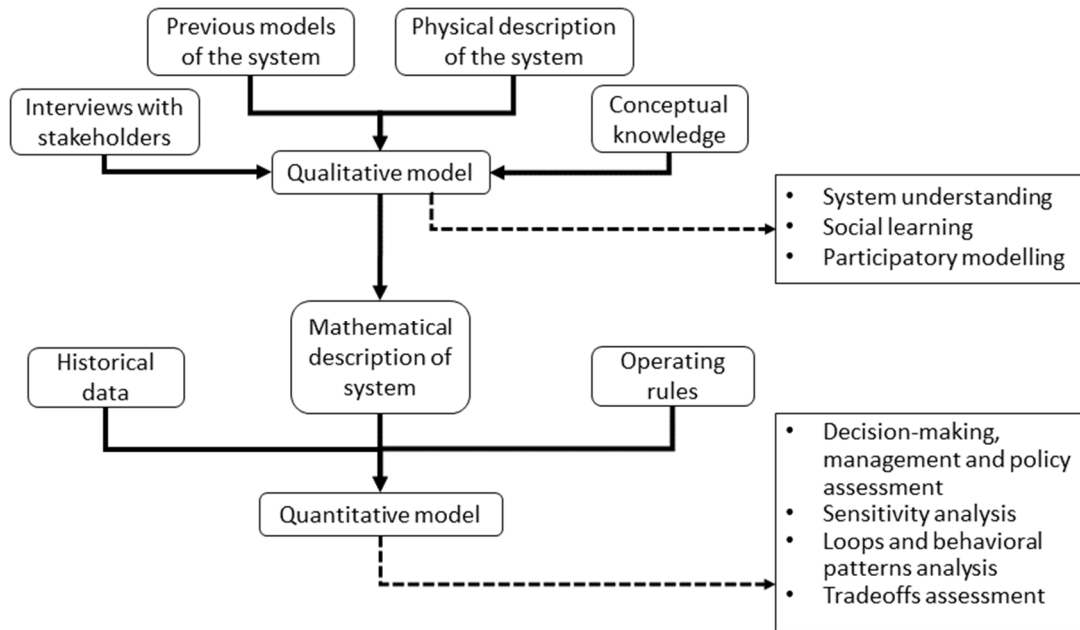 Previous models
of the system
Physical description
of the system
Interviews with
stakeholders
Conceptual
knowledge
Qualitative model
• System understanding
• Social learning
• Participatory modelling
Mathematical
description of
system
Historical
data
Operating
rules
• Decision-making,
management and policy
assessment
• Sensitivity analysis
• Loops and behavioral
patterns analysis
• Tradeoffs assessment
Quantitative model